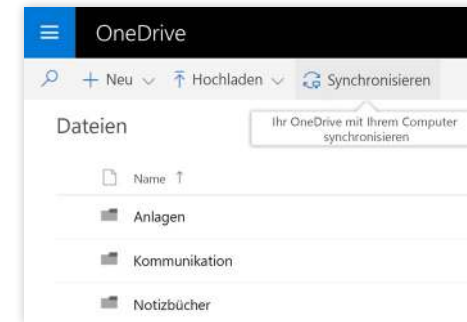 OneDrive
Neu Hochladen Synchronisieren
Dateien
Ihr OneDrive mit Ihrem Computer
synchronisieren
Name
Anlagen
Kommunikation
Notizbücher